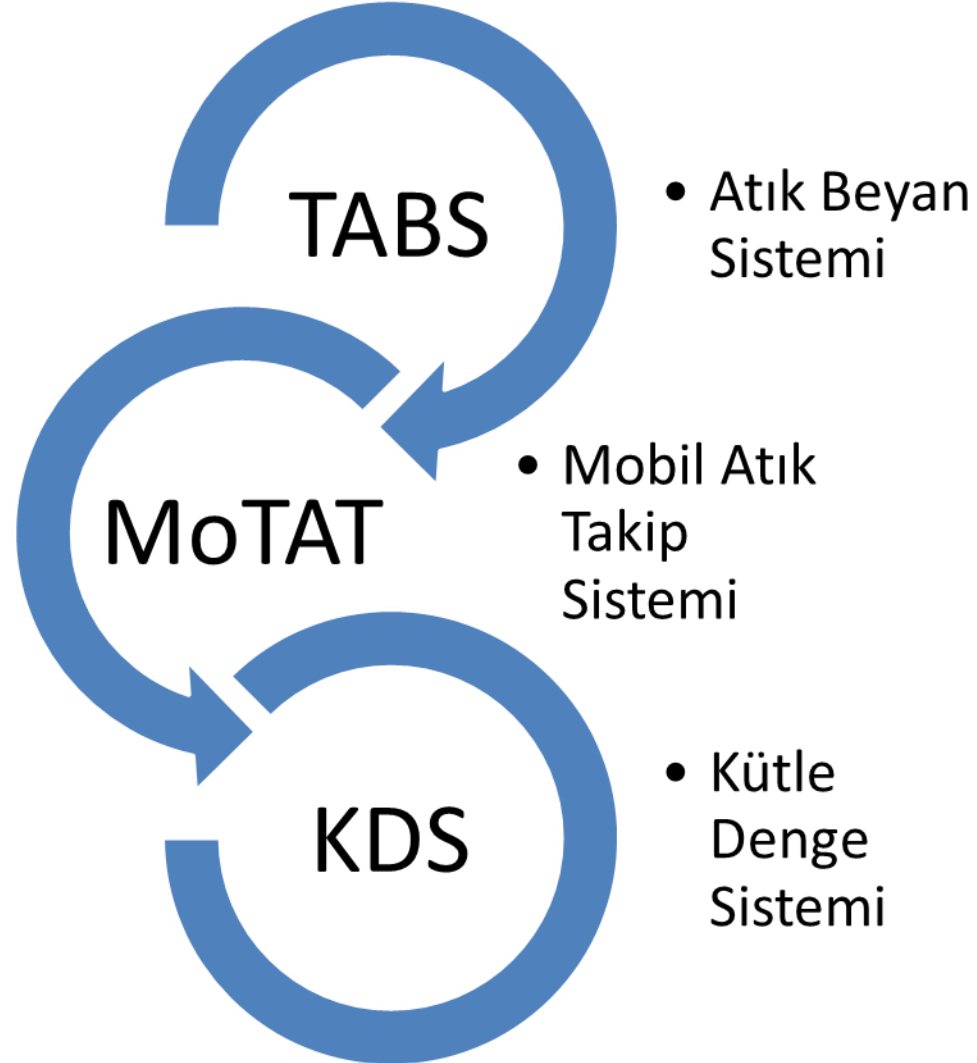 TABS
• Atık Beyan
Sistemi
MoTAT
• Mobil Atık
Takip
Sistemi
KDS
• Kütle
Denge
Sistemi